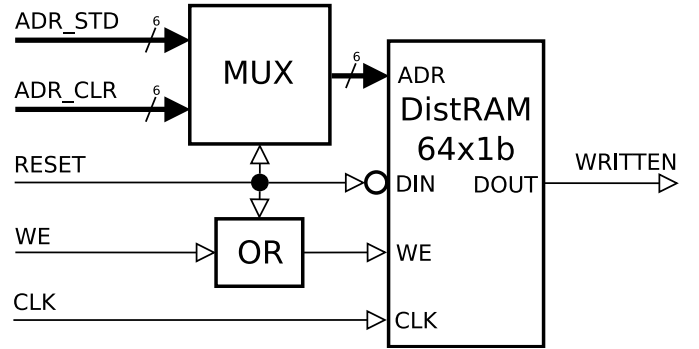 ADR_STD
6
MUX
6
ADR
ADR_CLR
6
DistRAM
64x1b
RESET
DIN
DOUT
WRITTEN
WE
OR
WE
CLK
CLK